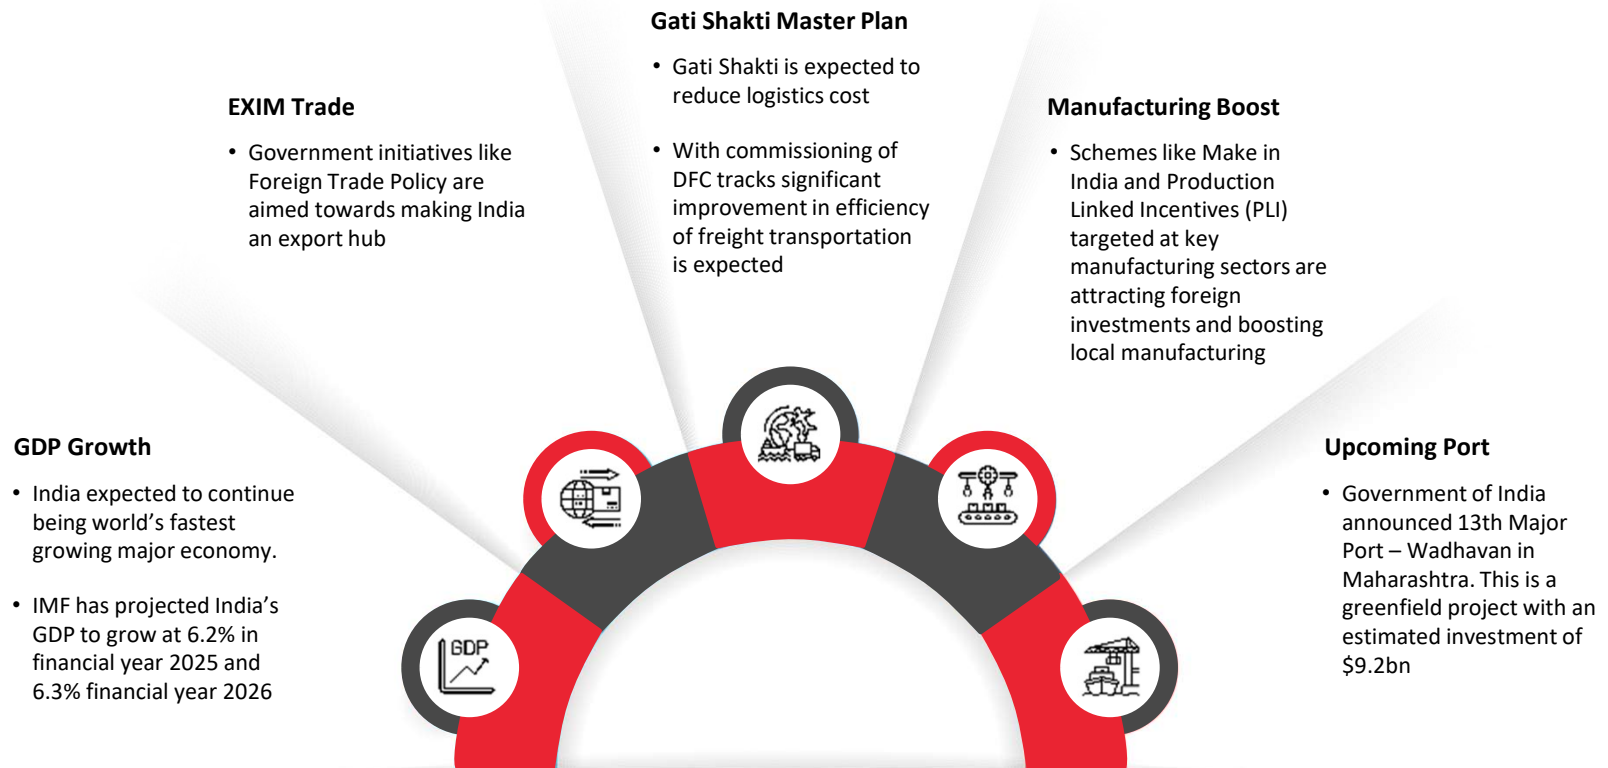 Gati Shakti Master Plan
• Gati Shakti is expected to
reduce logistics cost
• With commissioning of
DFC tracks significant
improvement in efficiency
of freight transportation
is expected
EXIM Trade
• Government initiatives like
Foreign Trade Policy are
aimed towards making India
an export hub
Manufacturing Boost
• Schemes like Make in
India and Production
Linked Incentives (PLI)
targeted at key
manufacturing sectors are
attracting foreign
investments and boosting
local manufacturing
GDP Growth
• India expected to continue
being world’s fastest
growing major economy.
• IMF has projected India’s
GDP to grow at 6.2% in
financial year 2025 and
6.3% financial year 2026
GDP
Upcoming Port
• Government of India
announced 13th Major
Port – Wadhavan in
Maharashtra. This is a
greenfield project with an
estimated investment of
$9.2bn